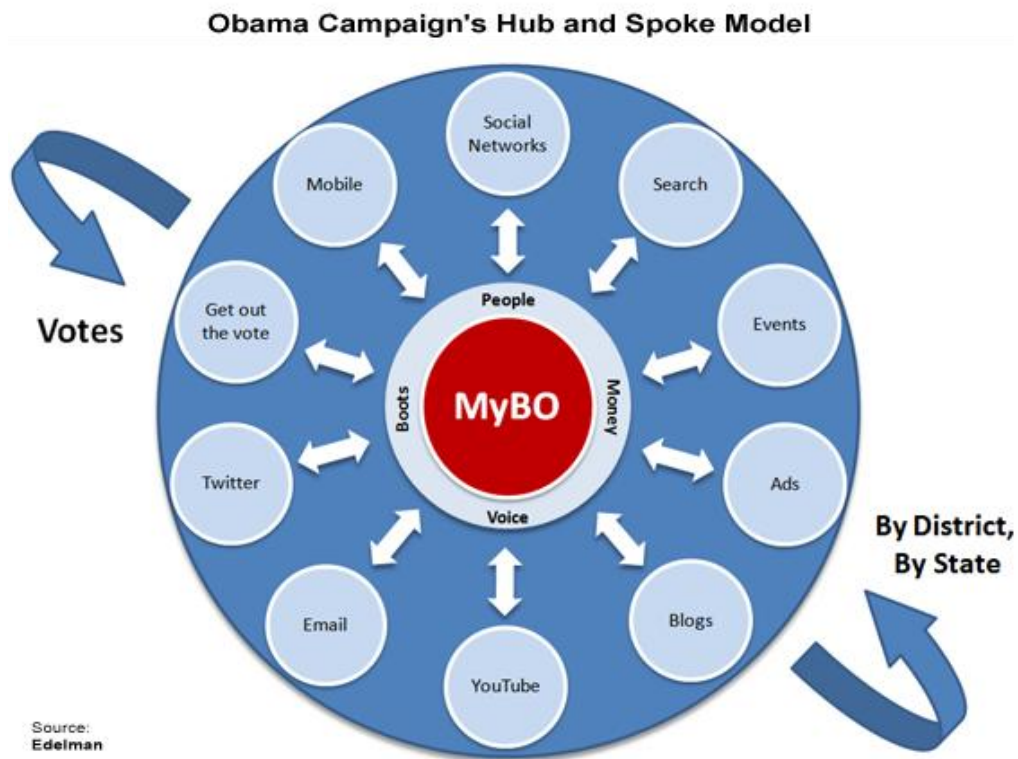 Obama Campaign's Hub and Spoke Model
Social
Networks
Mobile
Search
Get out
the vote
Events
Votes
People
Boots
MyBO
Money
Voice
Twitter
Ads
By District,
By State
Email
Blogs
YouTube
Source:
Edelman